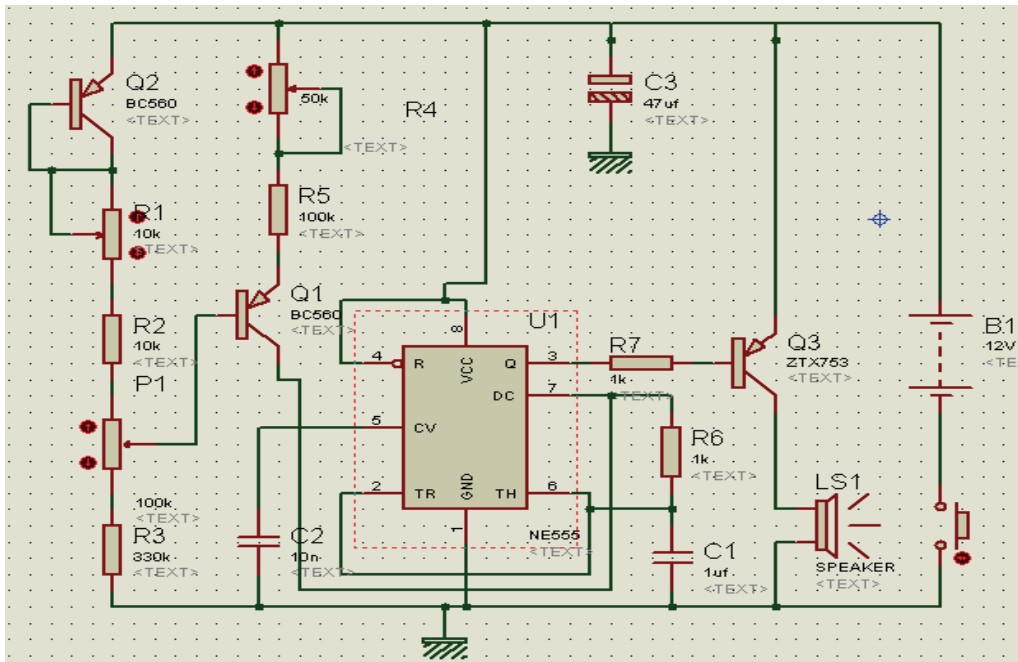 Q2
BC560
<TEXT>
50k
R4
<TEXT>
C3
47uf
<TEXT>
R1
10k
<TEXT>
R5
100k
<TEXT>
Q1
BC560
<TEXT>
R2
10k
<TEXT>
P1
100k
<TEXT>
R3
330k
<TEXT>
C2
10n
<TEXT>
U1
8
4
R
VCC
Q
3
DC
7
5
CV
2
TR
GND
TH
6
1
NE555
<TEXT>
R7
1k
<TEXT>
R6
1k
<TEXT>
C1
1uf
<TEXT>
Q3
ZTX753
<TEXT>
LS1
SPEAKER
<TEXT>
B1
12V
<TE